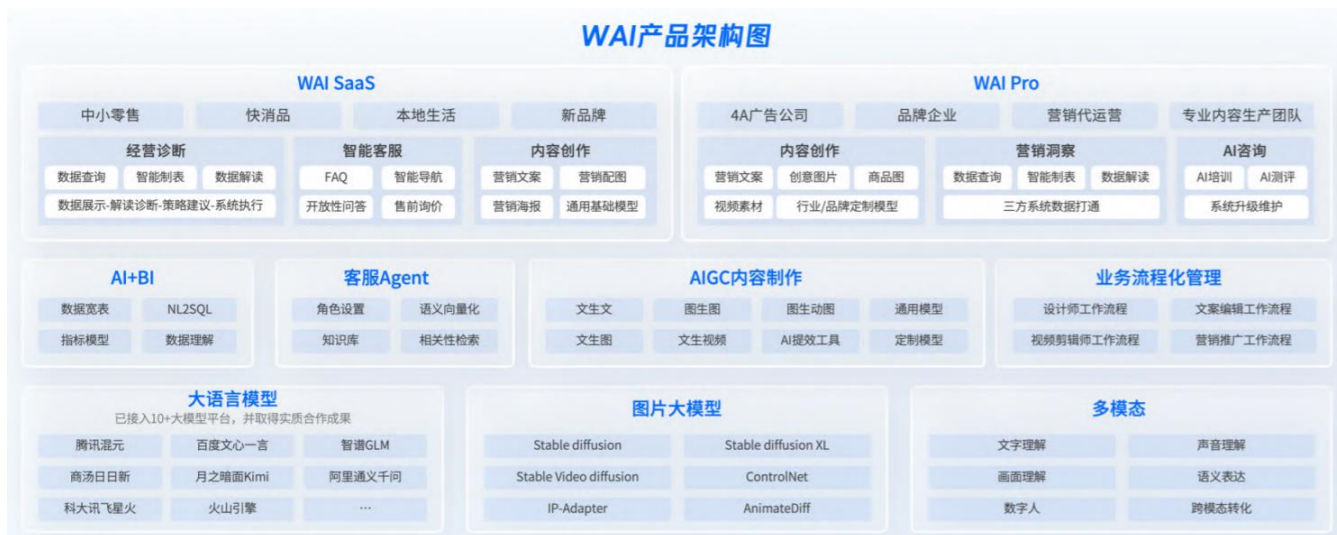 WAI产品架构图
WAI SaaS
中小零售 快消品 本地生活 新品牌
经营诊断
数据查询 智能制表 数据解读
数据展示-解读诊断-策略建议-系统执行
智能客服
FAQ 智能导航
开放性问答 售前询价
内容创作
营销文案 营销配图
营销海报 通用基础模型
WAI Pro
4A广告公司 品牌企业 营销代运营 专业内容生产团队
内容创作
营销文案 创意图片 商品图
视频素材 行业/品牌定制模型
营销洞察
数据查询 智能制表 数据解读
三方系统数据打通
AI咨询
AI培训 AI测评
系统升级维护
AI+BI
数据宽表 NL2SQL
指标模型 数据理解
客服Agent
角色设置 语义向量化
知识库 相关性检索
AIGC内容制作
文生文 图生图 图生动图 通用模型
文生图 文生视频 AI提效工具 定制模型
业务流程化管理
设计师工作流程 文案编辑工作流程
视频剪辑师工作流程 营销推广工作流程
大语言模型
已接入10+大模型平台，并取得实质合作成果
腾讯混元 百度文心一言 智谱GLM
商汤日日新 月之暗面Kimi 阿里通义千问
科大讯飞星火 火山引擎 …
图片大模型
Stable diffusion Stable diffusion XL
Stable Video diffusion ControlNet
IP-Adapter AnimateDiff
多模态
文字理解 声音理解
画面理解 语义表达
数字人 跨模态转化